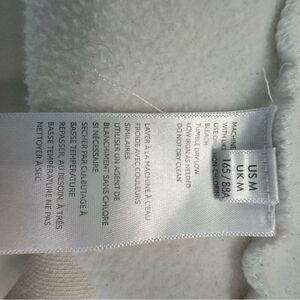 US M
UK M
165 / 88A
MACHINE
WITH LIKE
USE
NON-CHLORINE
BLEACH
TUMBLE DRY LOW
LOW IRON AS NEEDED
DO NOT DRY CLEAN
LAVER À LA MACHINE À L'EAU
FROIDE AVEC COULEURS
SIMILAIRES
UTILISER UN AGENT DE
BLANCHIMENT SANS CHLORE
SI NÉCESSAIRE
SÉCHER PAR CULBUTAGE À
BASSE TEMPÉRATURE
REPASSER, AU BESOIN, À TRÈS
BASSE TEMPÉRATURE NE PAS
NETTOYER À SEC